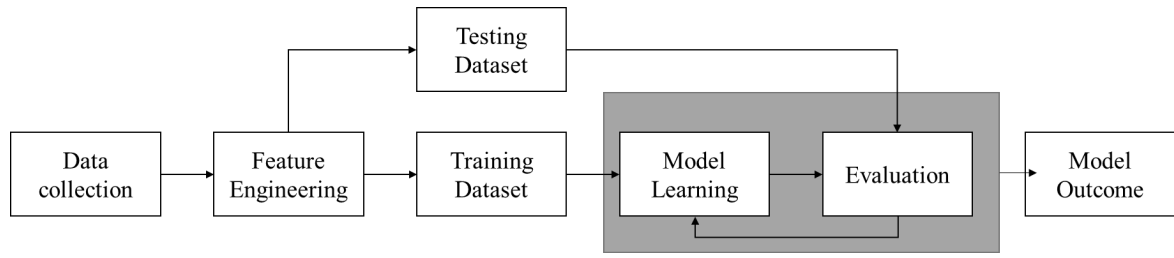 Testing
Dataset
Data
collection
Feature
Engineering
Training
Dataset
Model
Learning
Evaluation
Model
Outcome